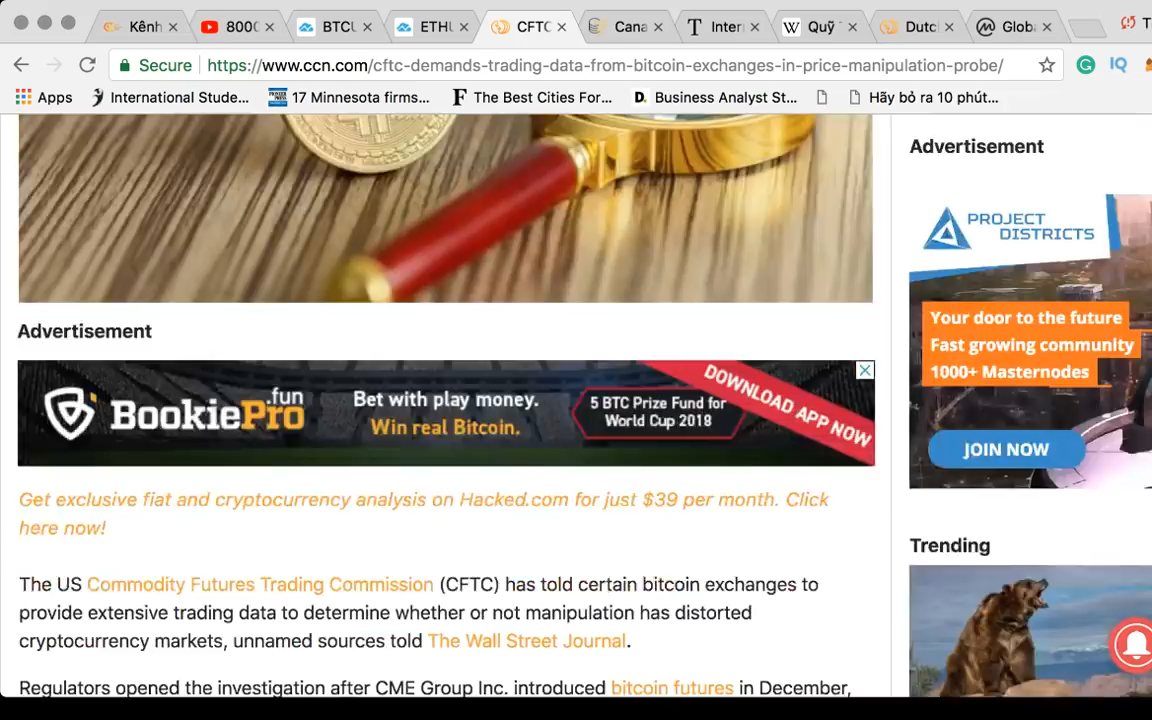 Kênh
800
BTCU
ETHU
CFTC
Cana
Inter
Quỹ
Dutc
Globa
Secure
https://www.ccn.com/cftc-demands-trading-data-from-bitcoin-exchanges-in-price-manipulation-probe/
Apps
International Stude...
17 Minnesota firms...
The Best Cities For...
Business Analyst St...
Hãy bỏ ra 10 phút...
Advertisement
BookiePro.fun
Bet with play money.
Win real Bitcoin.
5 BTC Prize Fund for
World Cup 2018
DOWNLOAD APP NOW
Get exclusive fiat and cryptocurrency analysis on Hacked.com for just $39 per month. Click
here now!
The US Commodity Futures Trading Commission (CFTC) has told certain bitcoin exchanges to
provide extensive trading data to determine whether or not manipulation has distorted
cryptocurrency markets, unnamed sources told The Wall Street Journal.
Regulators opened the investigation after CME Group Inc. introduced bitcoin futures in December,
Advertisement
PROJECT
DISTRICTS
Your door to the future
Fast growing community
1000+ Masternodes
JOIN NOW
Trending